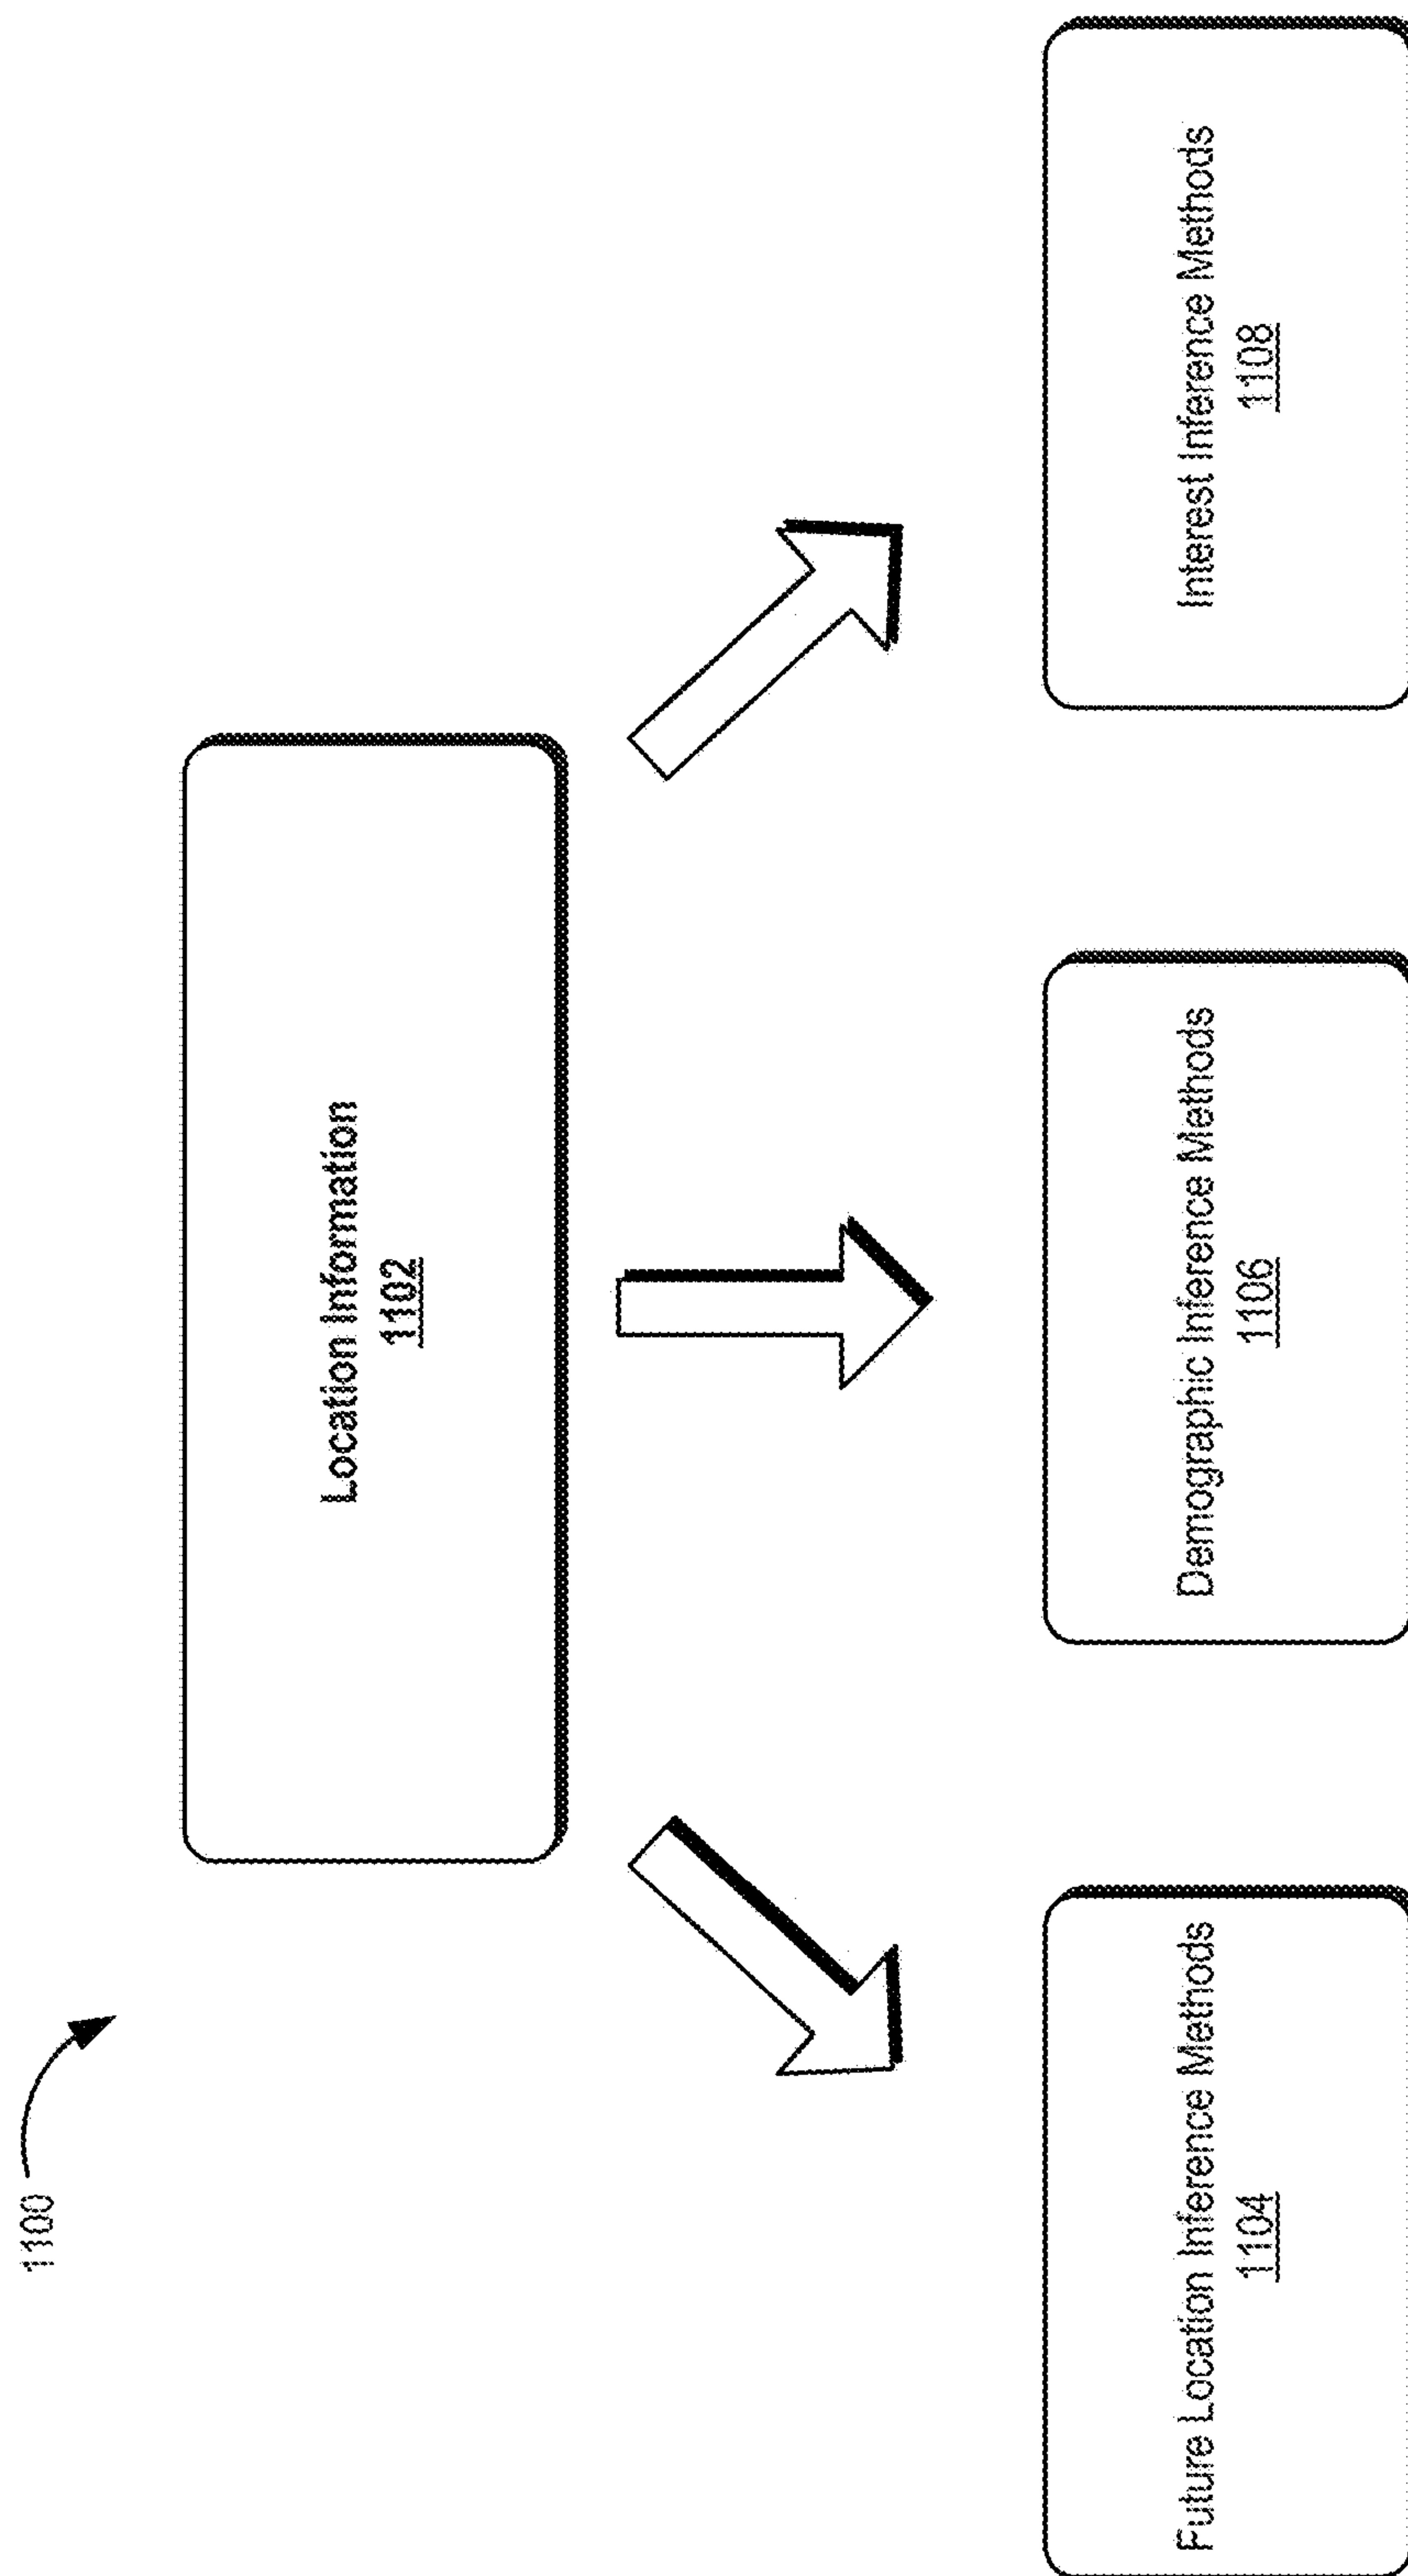 1100
Location Information
1102
Future Location Inference Methods
1104
Demographic Inference Methods
1106
Interest Inference Methods
1108